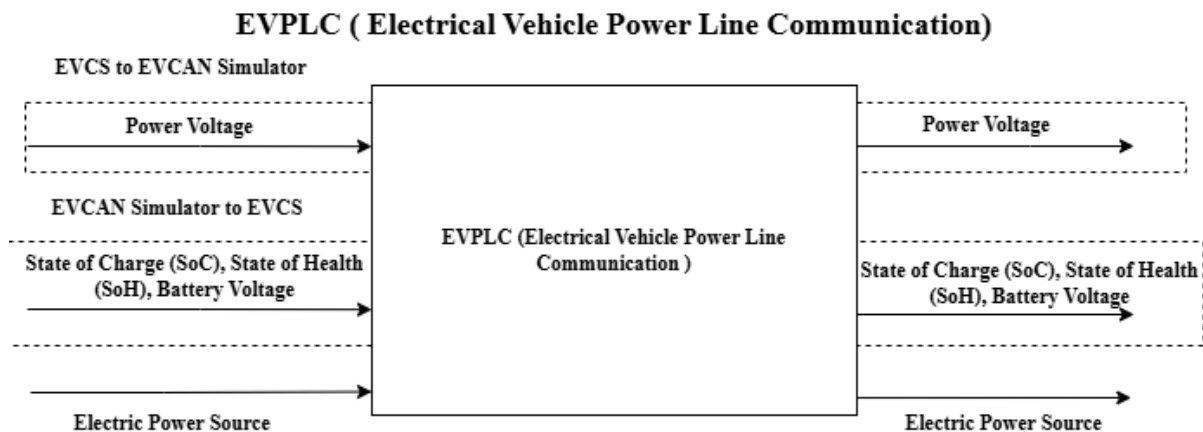 EVPLC ( Electrical Vehicle Power Line Communication)
EVCS to EVCAN Simulator
Power Voltage
Power Voltage
EVCAN Simulator to EVCS
EVPLC (Electrical Vehicle Power Line
Communication )
State of Charge (SoC), State of Health
(SoH), Battery Voltage
State of Charge (SoC), State of Health
(SoH), Battery Voltage
Electric Power Source
Electric Power Source